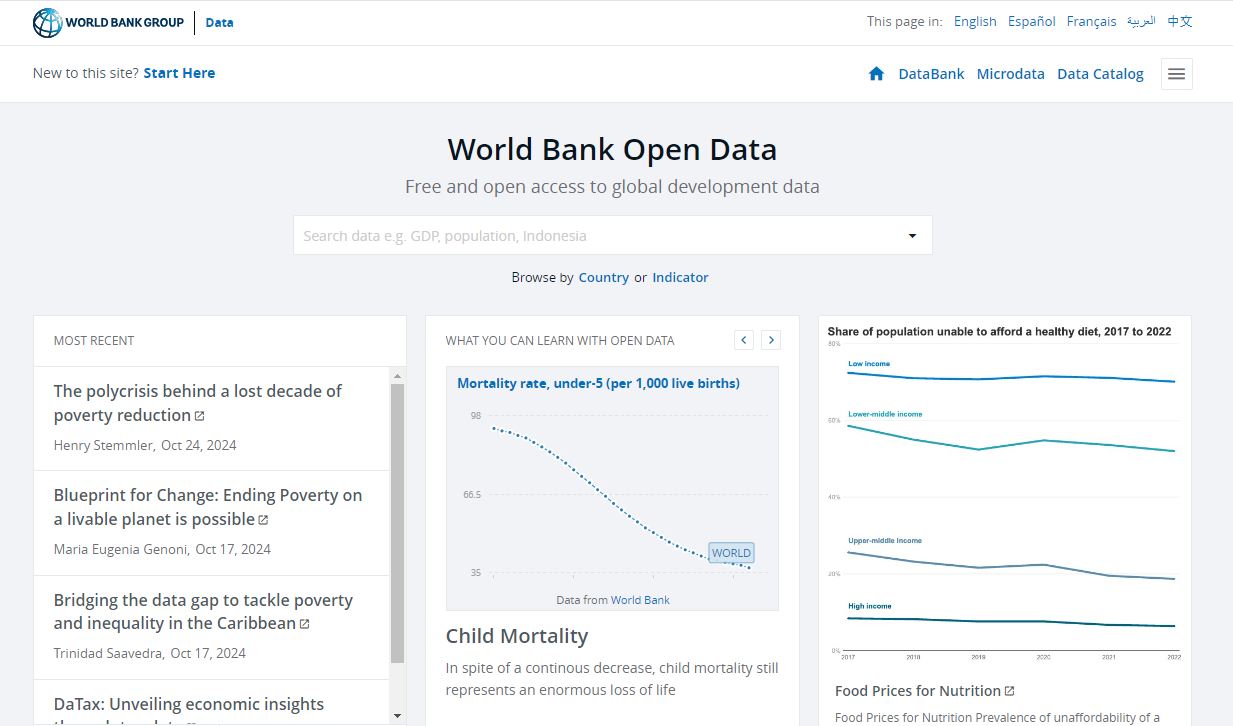 WORLD BANK GROUP
Data
This page in: English Español Français العربية 中文
New to this site? Start Here
DataBank Microdata Data Catalog
World Bank Open Data
Free and open access to global development data
Search data e.g. GDP, population, Indonesia
Browse by Country or Indicator
MOST RECENT
The polycrisis behind a lost decade of
poverty reduction
Henry Stemmler, Oct 24, 2024
Blueprint for Change: Ending Poverty on
a livable planet is possible
Maria Eugenia Genoni, Oct 17, 2024
Bridging the data gap to tackle poverty
and inequality in the Caribbean
Trinidad Saavedra, Oct 17, 2024
DaTax: Unveiling economic insights
WHAT YOU CAN LEARN WITH OPEN DATA
Mortality rate, under-5 (per 1,000 live births)
98
66.5
WORLD
35
Data from World Bank
Child Mortality
In spite of a continous decrease, child mortality still
represents an enormous loss of life
Share of population unable to afford a healthy diet, 2017 to 2022
80%
Low income
Lower-middle income
60%
40%
Upper-middle income
20%
High income
0%
2017 2018 2019 2020 2021 2022
Food Prices for Nutrition
Food Prices for Nutrition Prevalence of unaffordability of a